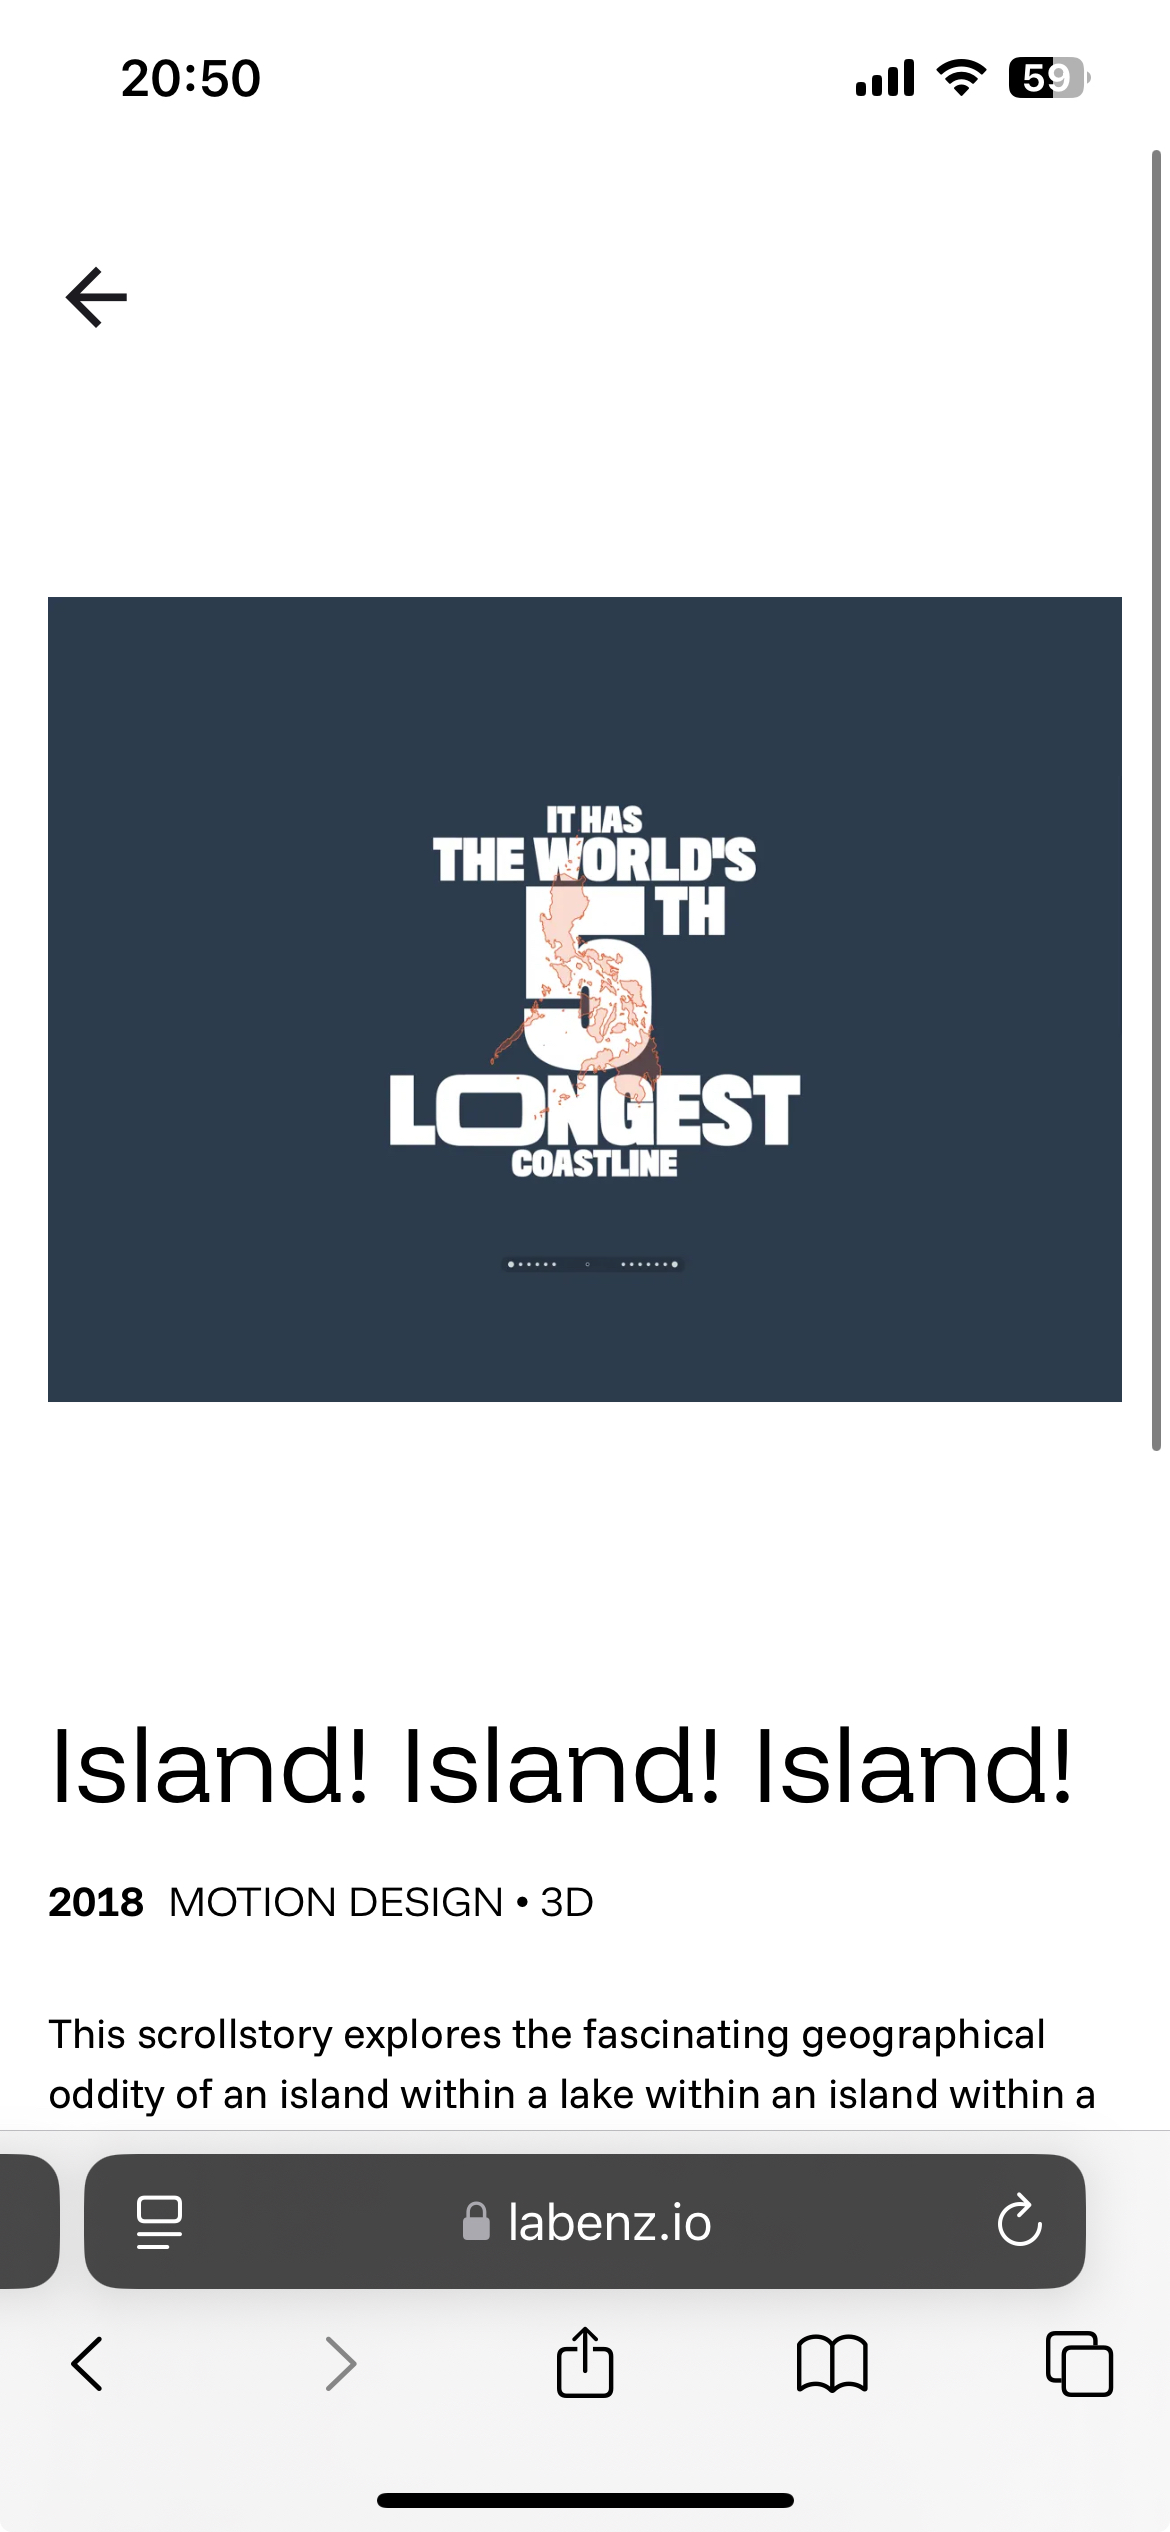 20:50
59
IT HAS
THE WORLD'S
5TH
LONGEST
COASTLINE
Island! Island! Island!
2018 MOTION DESIGN • 3D
This scrollstory explores the fascinating geographical
oddity of an island within a lake within an island within a
labenz.io